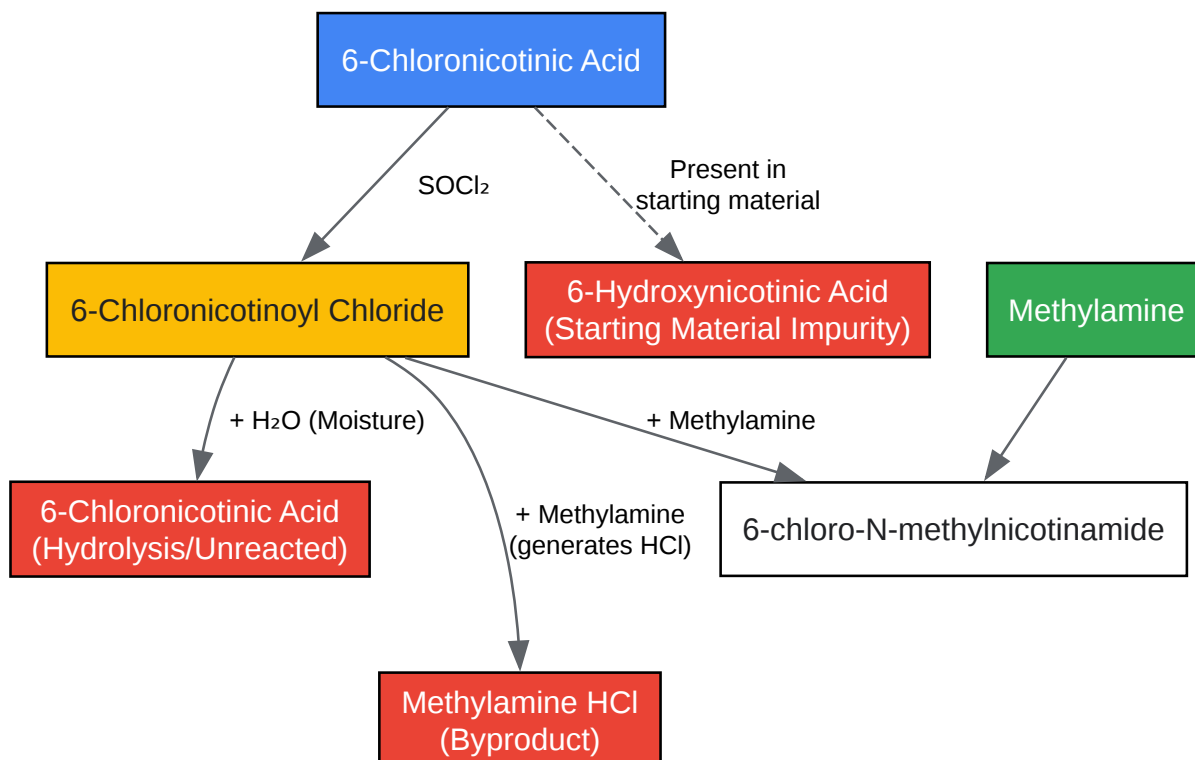 6-Chloronicotinic Acid
SOCl₂
Present in
starting material
6-Chloronicotinoyl Chloride
6-Hydroxynicotinic Acid
(Starting Material Impurity)
Methylamine
+ H₂O (Moisture)
+ Methylamine
6-Chloronicotinic Acid
(Hydrolysis/Unreacted)
+ Methylamine
(generates HCl)
6-chloro-N-methylnicotinamide
Methylamine HCl
(Byproduct)